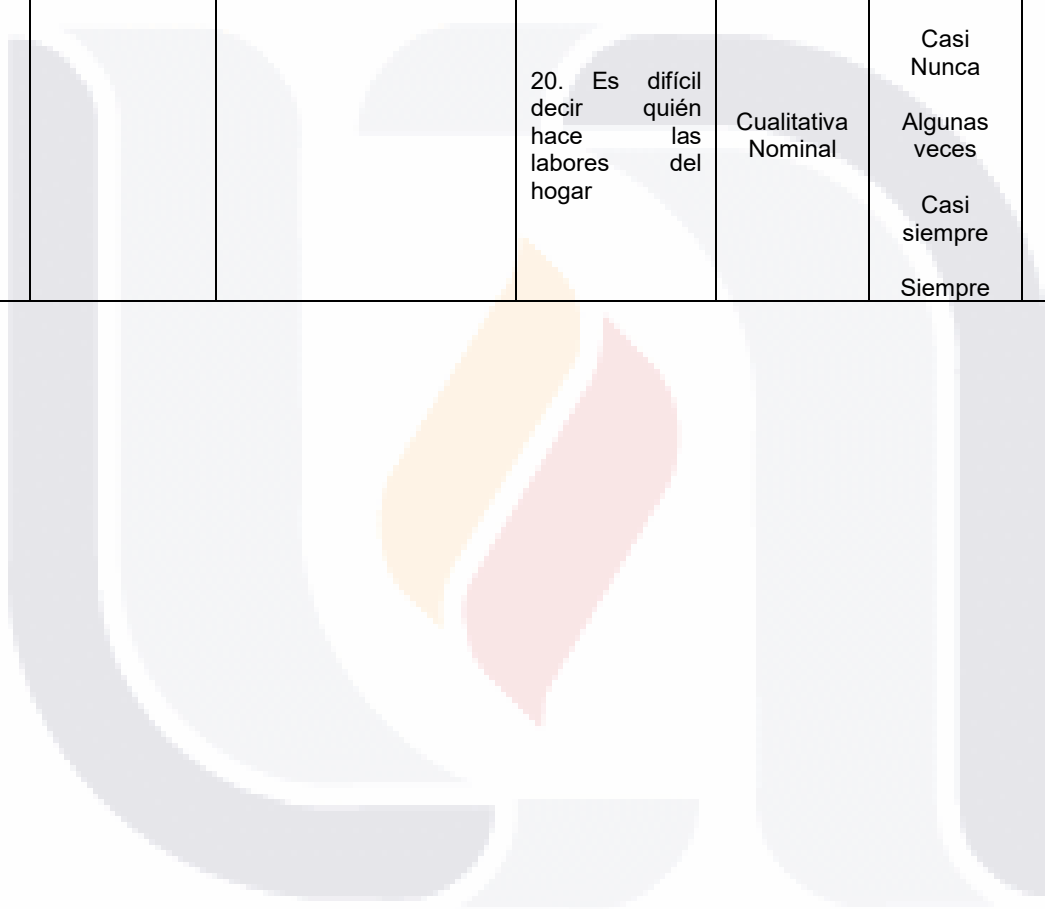 20. Es difícil
decir quién
hace las
labores del
hogar
Cualitativa
Nominal
Casi
Nunca
Algunas
veces
Casi
siempre
Siempre